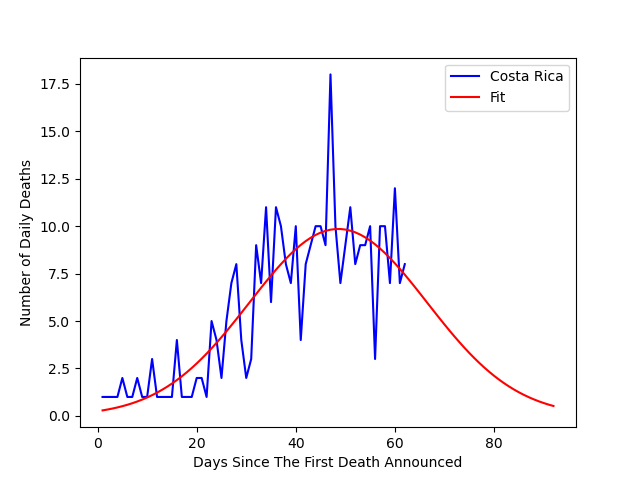 Costa Rica
Fit
17.5
15.0
12.5
10.0
7.5
5.0
2.5
0.0
Number of Daily Deaths
0 20 40 60 80
Days Since The First Death Announced